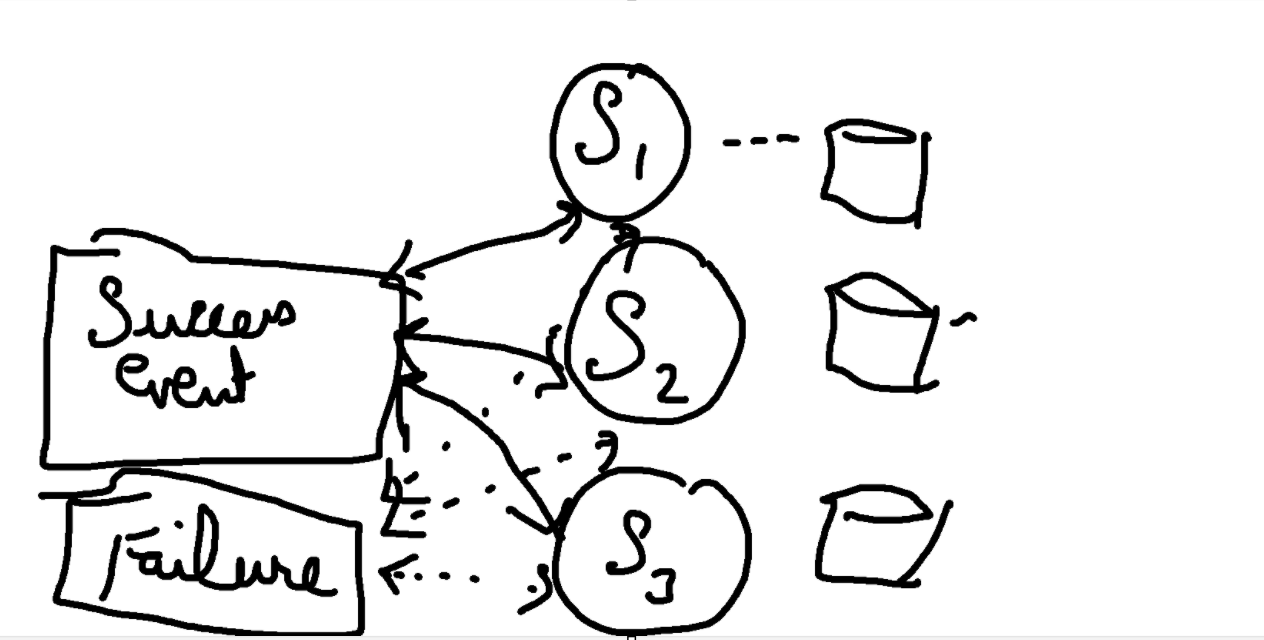 S1
Success
event
S2
Failure
S3